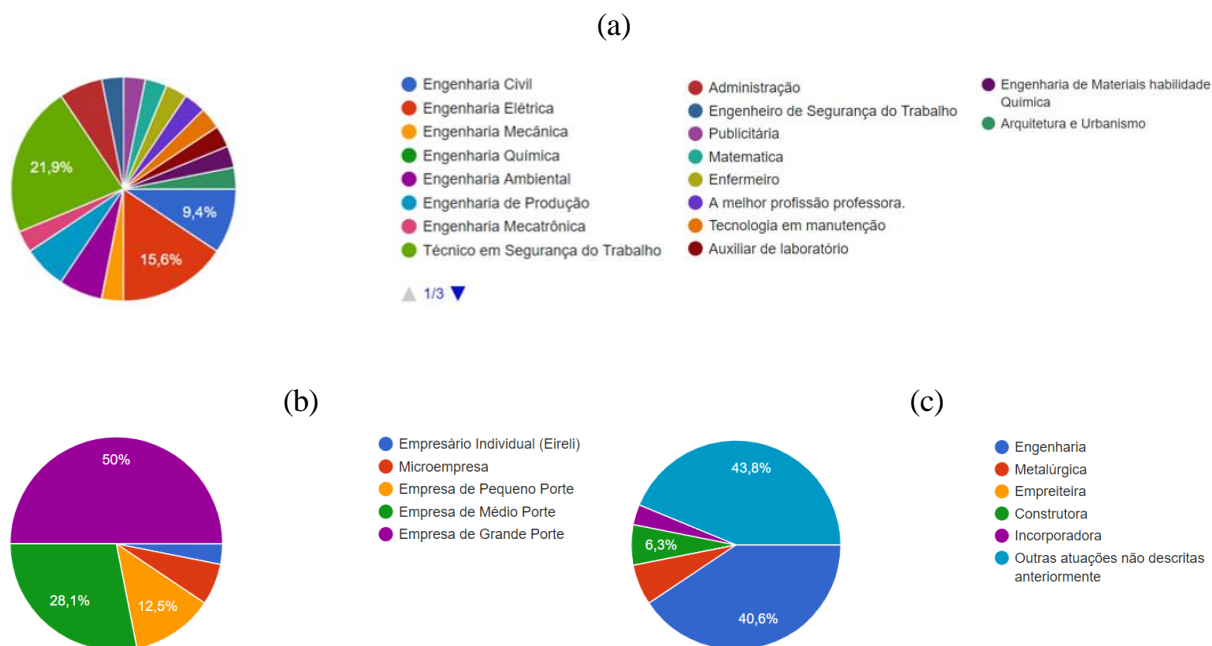 (a)
21,9%
9,4%
15,6%
Engenharia Civil
Engenharia Elétrica
Engenharia Mecânica
Engenharia Química
Engenharia Ambiental
Engenharia de Produção
Engenharia Mecatrônica
Técnico em Segurança do Trabalho
1/3
Administração
Engenheiro de Segurança do Trabalho
Publicitária
Matematica
Enfermeiro
A melhor profissão professora.
Tecnologia em manutenção
Auxiliar de laboratório
Engenharia de Materiais habilidade
Química
Arquitetura e Urbanismo
(b)
50%
28,1%
12,5%
Empresário Individual (Eireli)
Microempresa
Empresa de Pequeno Porte
Empresa de Médio Porte
Empresa de Grande Porte
(c)
43,8%
6,3%
40,6%
Engenharia
Metalúrgica
Empreiteira
Construtora
Incorporadora
Outras atuações não descritas
anteriormente